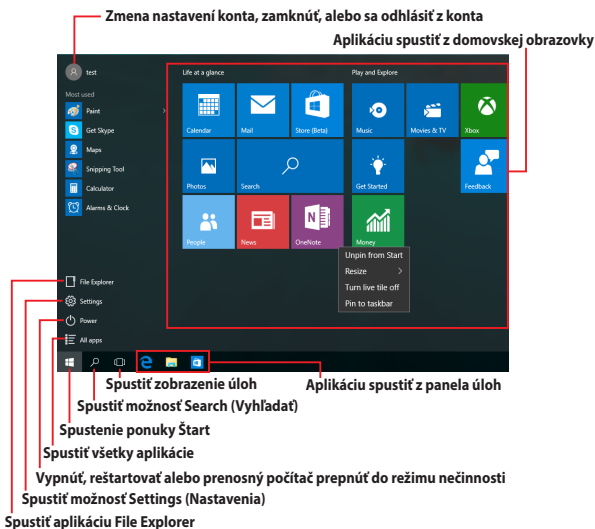 Zmena nastavení konta, zamknúť, alebo sa odhlásiť z konta
Aplikáciu spustiť z domovskej obrazovky
test
Life at a glance
Play and Explore
Most used
Paint
Get Skype
Maps
Snipping Tool
Calculator
Alarms & Clock
Calendar
Mail
Store (Beta)
Music
Movies & TV
Xbox
Photos
Search
Get Started
Feedback
People
News
OneNote
Money
Unpin from Start
Resize
Turn live tile off
Pin to taskbar
File Explorer
Settings
Power
All apps
Spustiť zobrazenie úloh
Aplikáciu spustiť z panela úloh
Spustiť možnosť Search (Vyhľadať)
Spustenie ponuky Štart
Spustiť všetky aplikácie
Vypnúť, reštartovať alebo prenosný počítač prepnúť do režimu nečinnosti
Spustiť možnosť Settings (Nastavenia)
Spustiť aplikáciu File Explorer